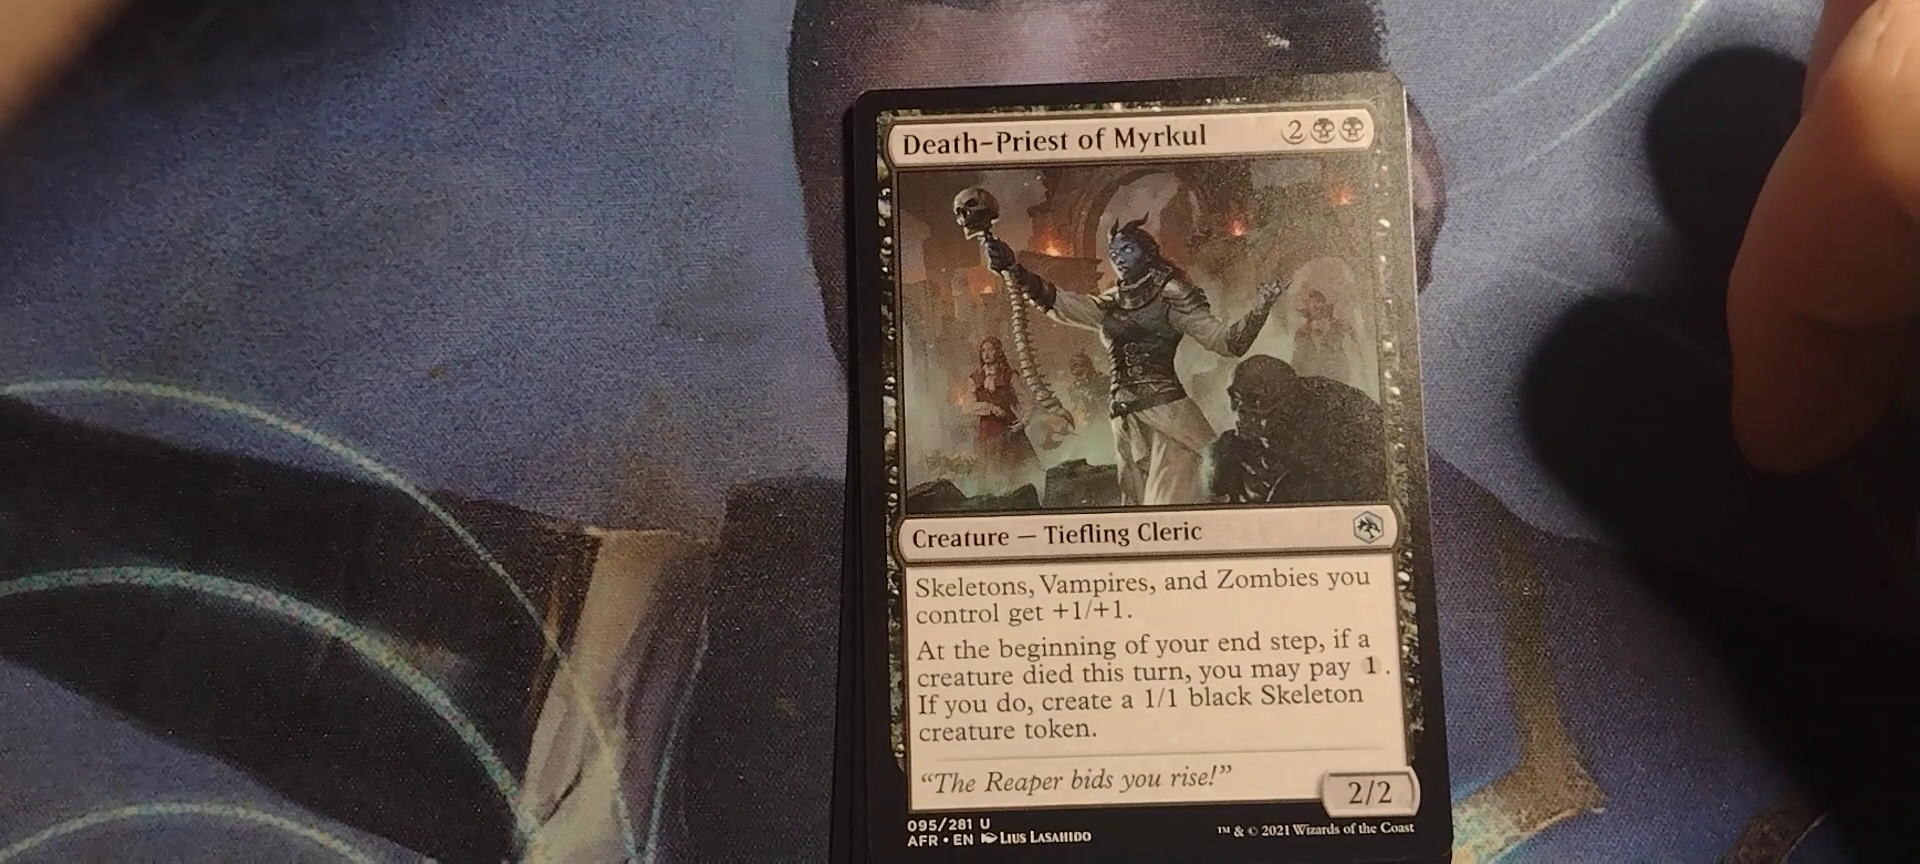 Death-Priest of Myrkul 2
Creature — Tiefling Cleric
Skeletons, Vampires, and Zombies you
control get +1/+1.
At the beginning of your end step, if a
creature died this turn, you may pay 1.
If you do, create a 1/1 black Skeleton
creature token.
“The Reaper bids you rise!”
2/2
095/281 U
AFR • EN Lius Lasahido
™ & © 2021 Wizards of the Coast